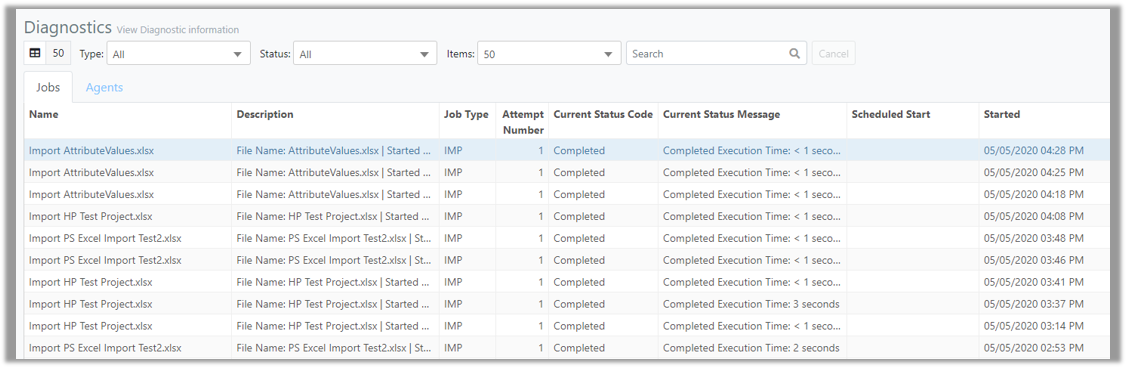 Diagnostics View Diagnostic information
50 Type: All Status: All Items: 50 Search Cancel
Jobs Agents
Name Description Job Type Attempt Number Current Status Code Current Status Message Scheduled Start Started
Import AttributeValues.xlsx File Name: AttributeValues.xlsx | Started ... IMP 1 Completed Completed Execution Time: < 1 seco... 05/05/2020 04:28 PM
Import AttributeValues.xlsx File Name: AttributeValues.xlsx | Started ... IMP 1 Completed Completed Execution Time: < 1 seco... 05/05/2020 04:25 PM
Import AttributeValues.xlsx File Name: AttributeValues.xlsx | Started ... IMP 1 Completed Completed Execution Time: < 1 seco... 05/05/2020 04:18 PM
Import HP Test Project.xlsx File Name: HP Test Project.xlsx | Started ... IMP 1 Completed Completed Execution Time: < 1 seco... 05/05/2020 04:08 PM
Import PS Excel Import Test2.xlsx File Name: PS Excel Import Test2.xlsx | St... IMP 1 Completed Completed Execution Time: < 1 seco... 05/05/2020 03:48 PM
Import PS Excel Import Test2.xlsx File Name: PS Excel Import Test2.xlsx | St... IMP 1 Completed Completed Execution Time: < 1 seco... 05/05/2020 03:46 PM
Import HP Test Project.xlsx File Name: HP Test Project.xlsx | Started ... IMP 1 Completed Completed Execution Time: < 1 seco... 05/05/2020 03:41 PM
Import HP Test Project.xlsx File Name: HP Test Project.xlsx | Started ... IMP 1 Completed Completed Execution Time: 3 seconds 05/05/2020 03:37 PM
Import HP Test Project.xlsx File Name: HP Test Project.xlsx | Started ... IMP 1 Completed Completed Execution Time: < 1 seco... 05/05/2020 03:14 PM
Import PS Excel Import Test2.xlsx File Name: PS Excel Import Test2.xlsx | St... IMP 1 Completed Completed Execution Time: 2 seconds 05/05/2020 02:53 PM